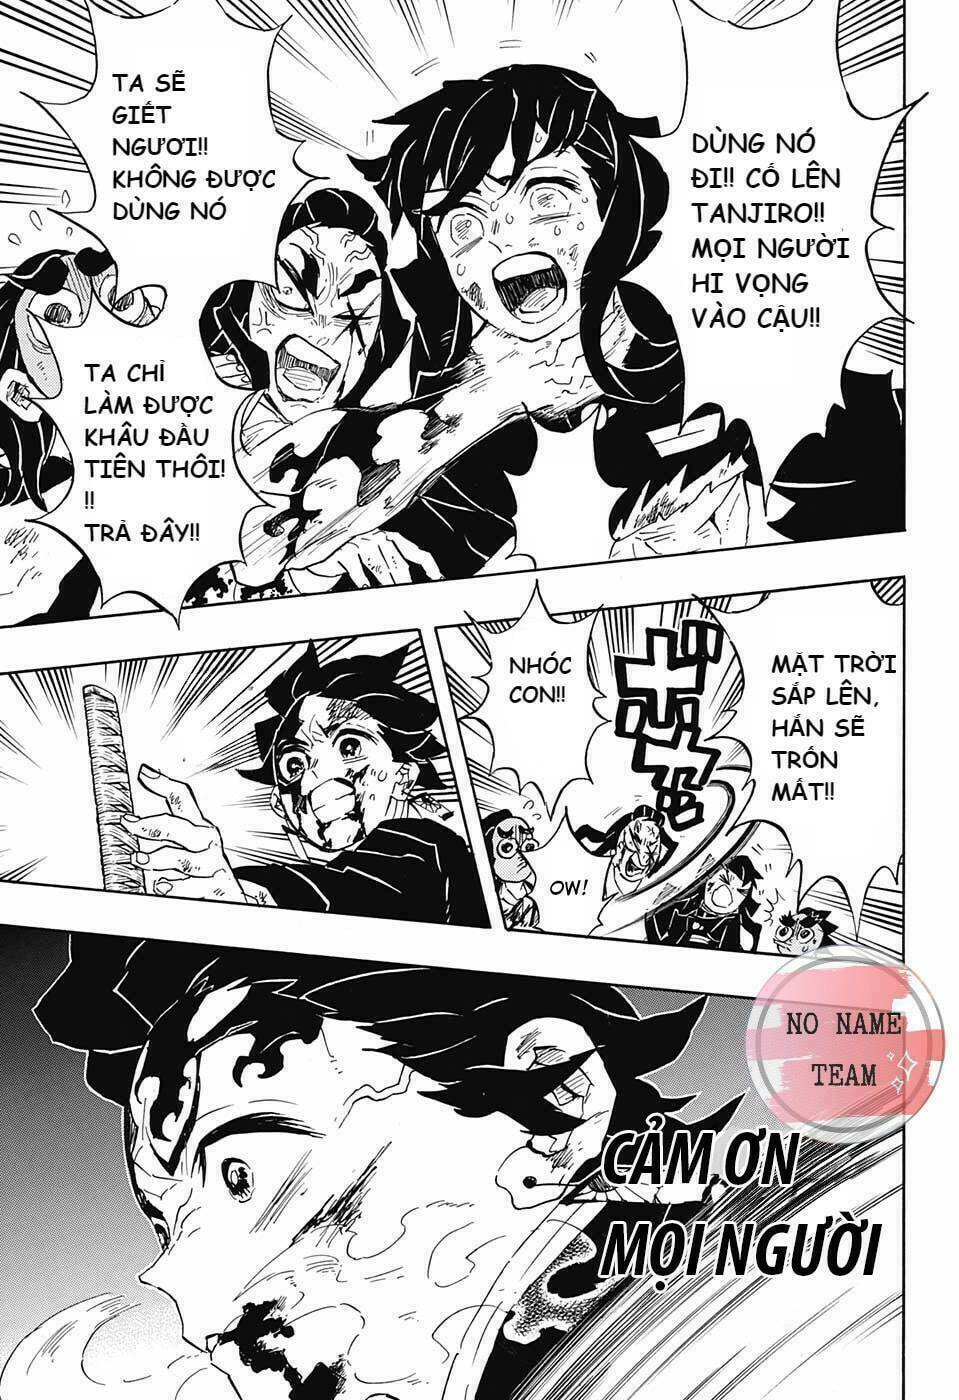 DÙNG NÓ
ĐI!! CỐ LÊN
TANJIRO!!
MỌI NGƯỜI
HI VỌNG
VÀO CẬU!!
TA SẼ
GIẾT
NGƯƠI!!
KHÔNG ĐƯỢC
DÙNG NÓ
TA CHỈ
LÀM ĐƯỢC
KHÂU ĐẦU
TIÊN THÔI!
!!
TRẢ ĐÂY!!
MẶT TRỜI
SẮP LÊN,
HẮN SẼ
TRỐN
MẤT!!
NHÓC
CON!!
OW!
NO NAME
TEAM
CẢM ƠN
MỌI NGƯỜI